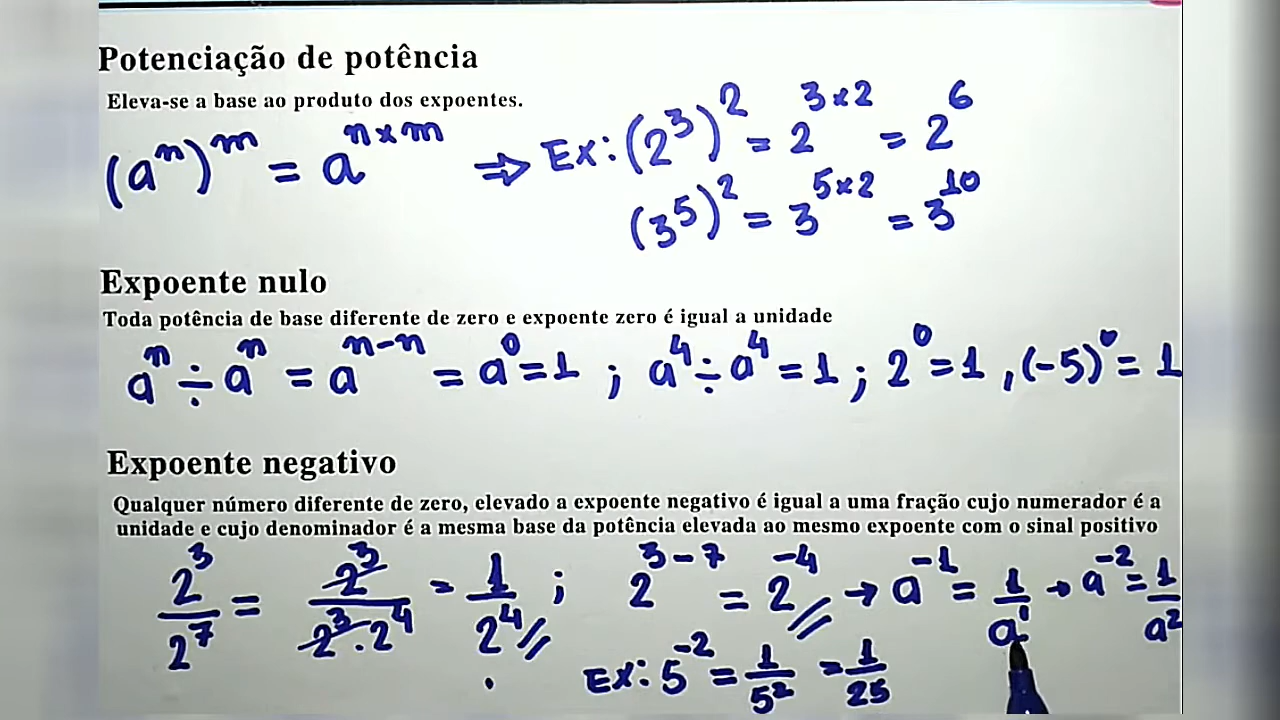 Potenciação de potência
Eleva-se a base ao produto dos expoentes.
(aⁿ)ᵐ = aⁿˣᵐ ⇒ Ex: (2³)² = 2³ˣ² = 2⁶
(3⁵)² = 3⁵ˣ² = 3¹⁰
Expoente nulo
Toda potência de base diferente de zero e expoente zero é igual a unidade
aⁿ ÷ aⁿ = aⁿ⁻ⁿ = a⁰ = 1 ; a⁴ ÷ a⁴ = 1 ; 2⁰ = 1 , (-5)⁰ = 1
Expoente negativo
Qualquer número diferente de zero, elevado a expoente negativo é igual a uma fração cujo numerador é a
unidade e cujo denominador é a mesma base da potência elevada ao mesmo expoente com o sinal positivo
2³/2⁷ = 2³/2³.2⁴ = 1/2⁴ ; 2³⁻⁷ = 2⁻⁴ → a⁻¹ = 1/a¹ → a⁻² = 1/a²
Ex: 5⁻² = 1/5² = 1/25